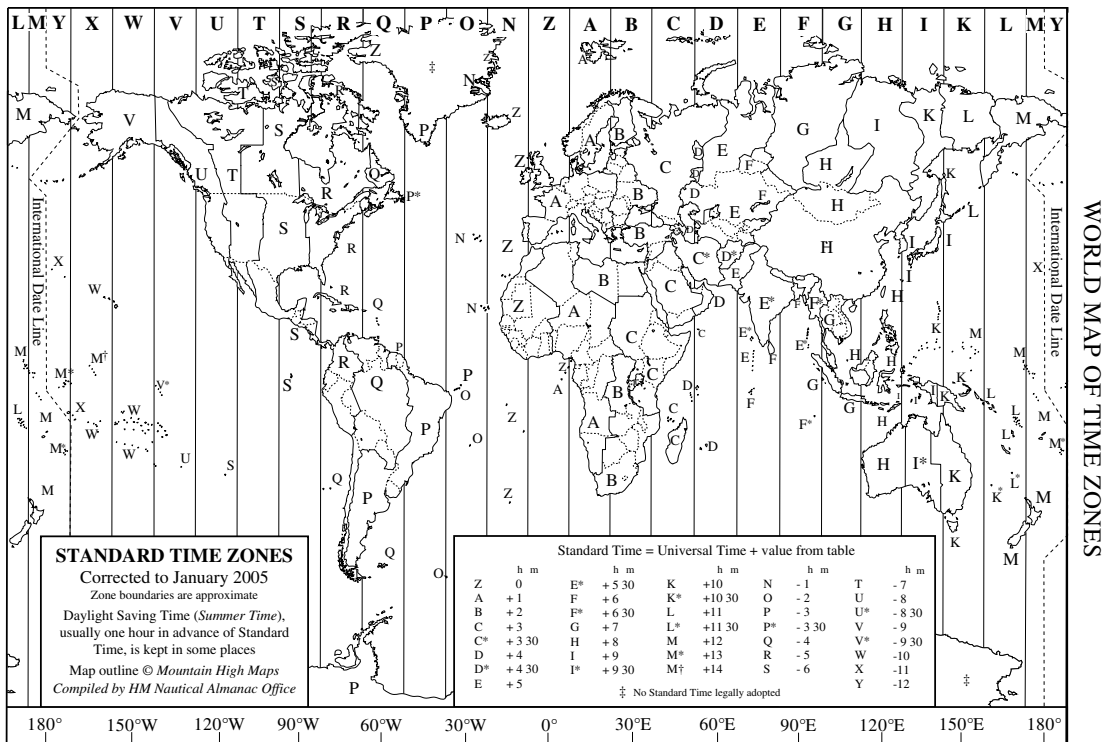 L M Y X W V U T S R Q P O N Z A B C D E F G H I K L M Y
WORLD MAP OF TIME ZONES
International Date Line
International Date Line
STANDARD TIME ZONES
Corrected to January 2005
Zone boundaries are approximate
Daylight Saving Time (Summer Time),
usually one hour in advance of Standard
Time, is kept in some places
Map outline © Mountain High Maps
Compiled by HM Nautical Almanac Office
Standard Time = Universal Time + value from table
h m h m h m h m h m
Z 0 E* + 5 30 K +10 N - 1 T - 7
A + 1 F + 6 K* +10 30 O - 2 U - 8
B + 2 F* + 6 30 L +11 P - 3 U* - 8 30
C + 3 G + 7 L* +11 30 P* - 3 30 V - 9
C* + 3 30 H + 8 M +12 Q - 4 V* - 9 30
D + 4 I + 9 M* +13 R - 5 W -10
D* + 4 30 I* + 9 30 M† +14 S - 6 X -11
E + 5 Y -12
‡ No Standard Time legally adopted
180° 150°W 120°W 90°W 60°W 30°W 0° 30°E 60°E 90°E 120°E 150°E 180°